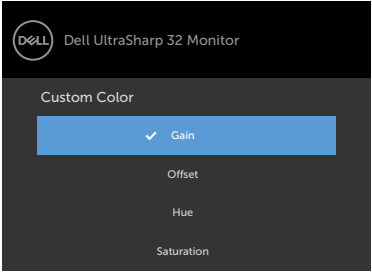 DELL Dell UltraSharp 32 Monitor
Custom Color
Gain
Offset
Hue
Saturation